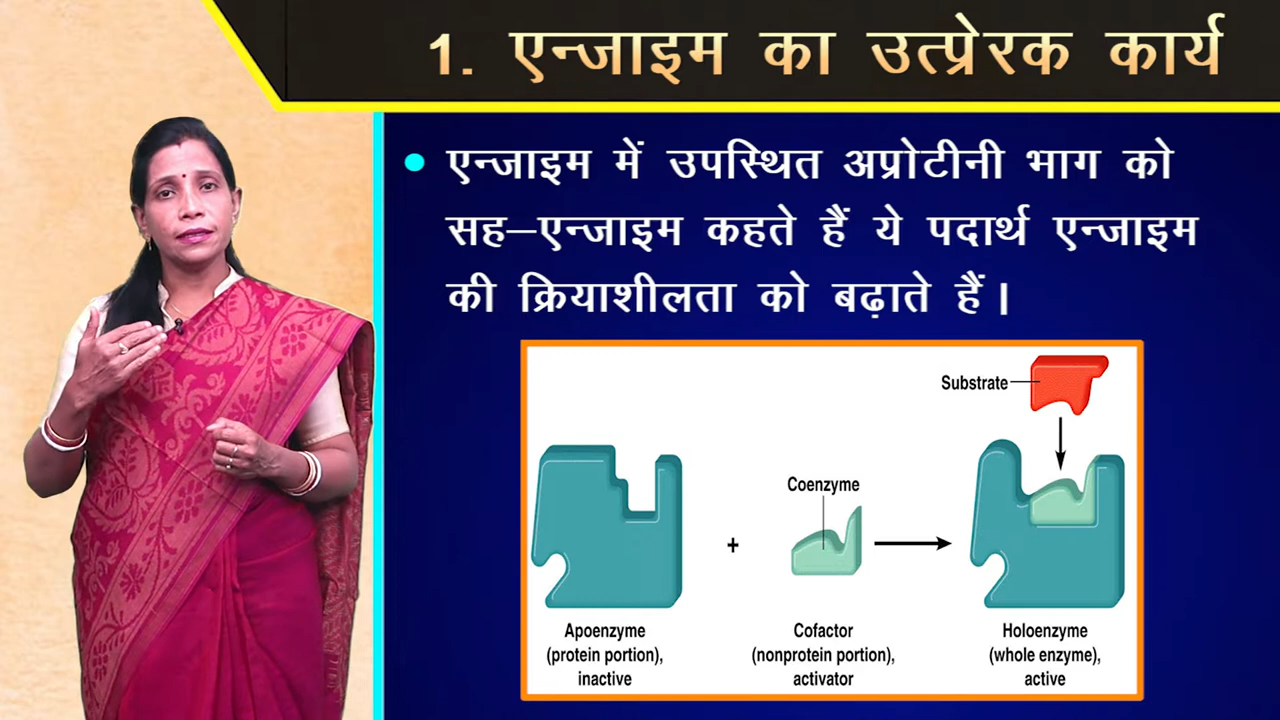 1. एन्जाइम का उत्प्रेरक कार्य
• एन्जाइम में उपस्थित अप्रोटीनी भाग को
सह–एन्जाइम कहते हैं ये पदार्थ एन्जाइम
की क्रियाशीलता को बढ़ाते हैं।
Substrate
Coenzyme
+
Apoenzyme
(protein portion),
inactive
Cofactor
(nonprotein portion),
activator
Holoenzyme
(whole enzyme),
active